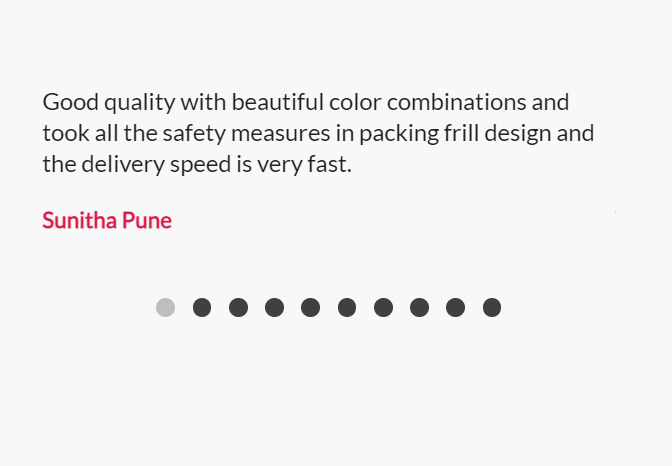 Good quality with beautiful color combinations and
took all the safety measures in packing frill design and
the delivery speed is very fast.
Sunitha Pune